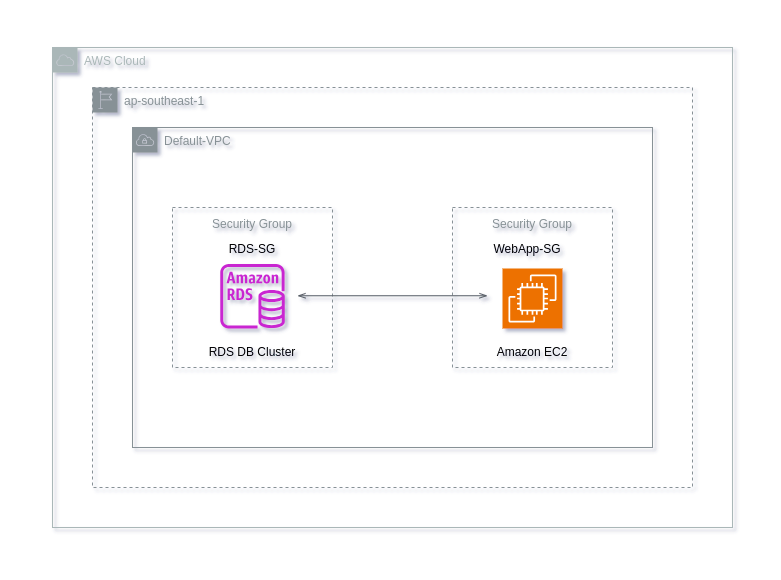 AWS Cloud
ap-southeast-1
Default-VPC
Security Group
RDS-SG
Amazon
RDS
RDS DB Cluster
Security Group
WebApp-SG
Amazon EC2